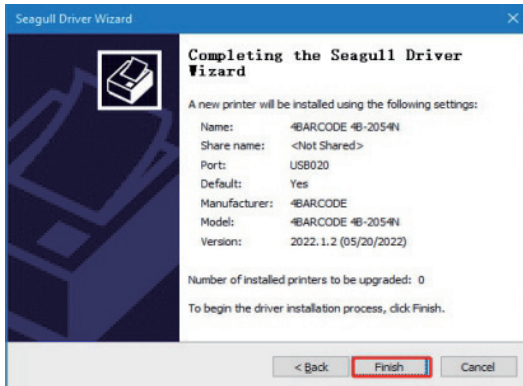 Seagull Driver Wizard
Completing the Seagull Driver
Wizard
A new printer will be installed using the following settings:
Name: 4BARCODE 4B-2054N
Share name: <Not Shared>
Port: USB020
Default: Yes
Manufacturer: 4BARCODE
Model: 4BARCODE 4B-2054N
Version: 2022.1.2 (05/20/2022)
Number of installed printers to be upgraded: 0
To begin the driver installation process, click Finish.
< Back Finish Cancel